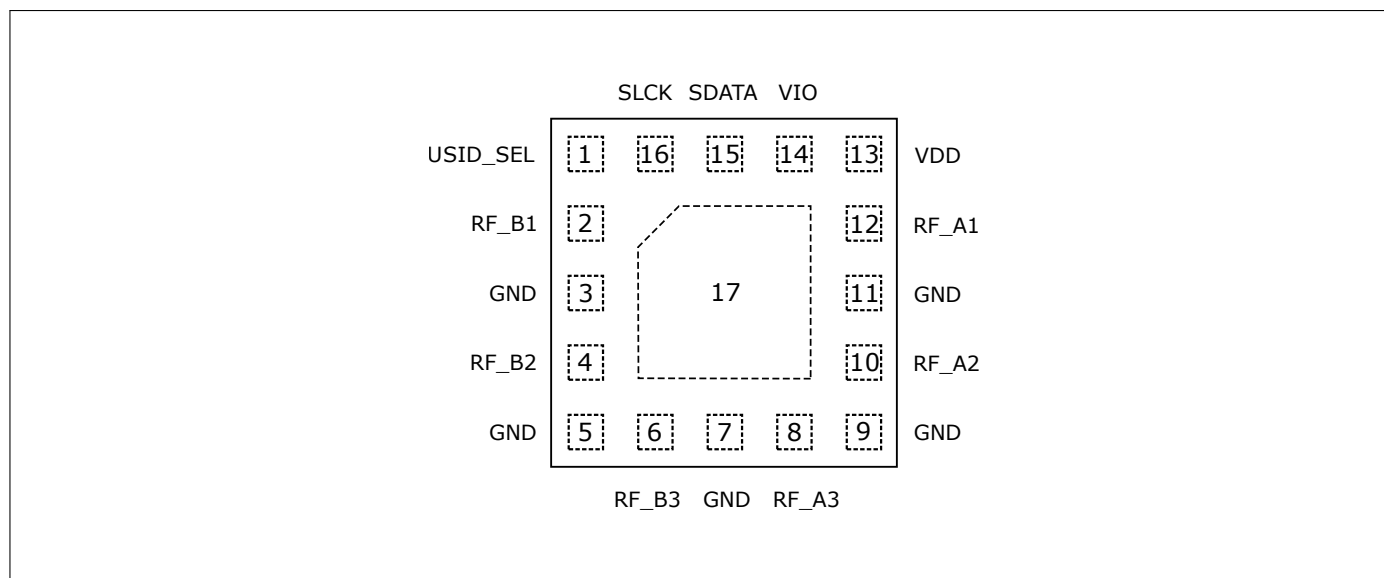 SLCK SDATA VIO
USID_SEL 1 16 15 14 13 VDD
RF_B1 2 12 RF_A1
GND 3 17 11 GND
RF_B2 4 10 RF_A2
GND 5 6 7 8 9 GND
RF_B3 GND RF_A3